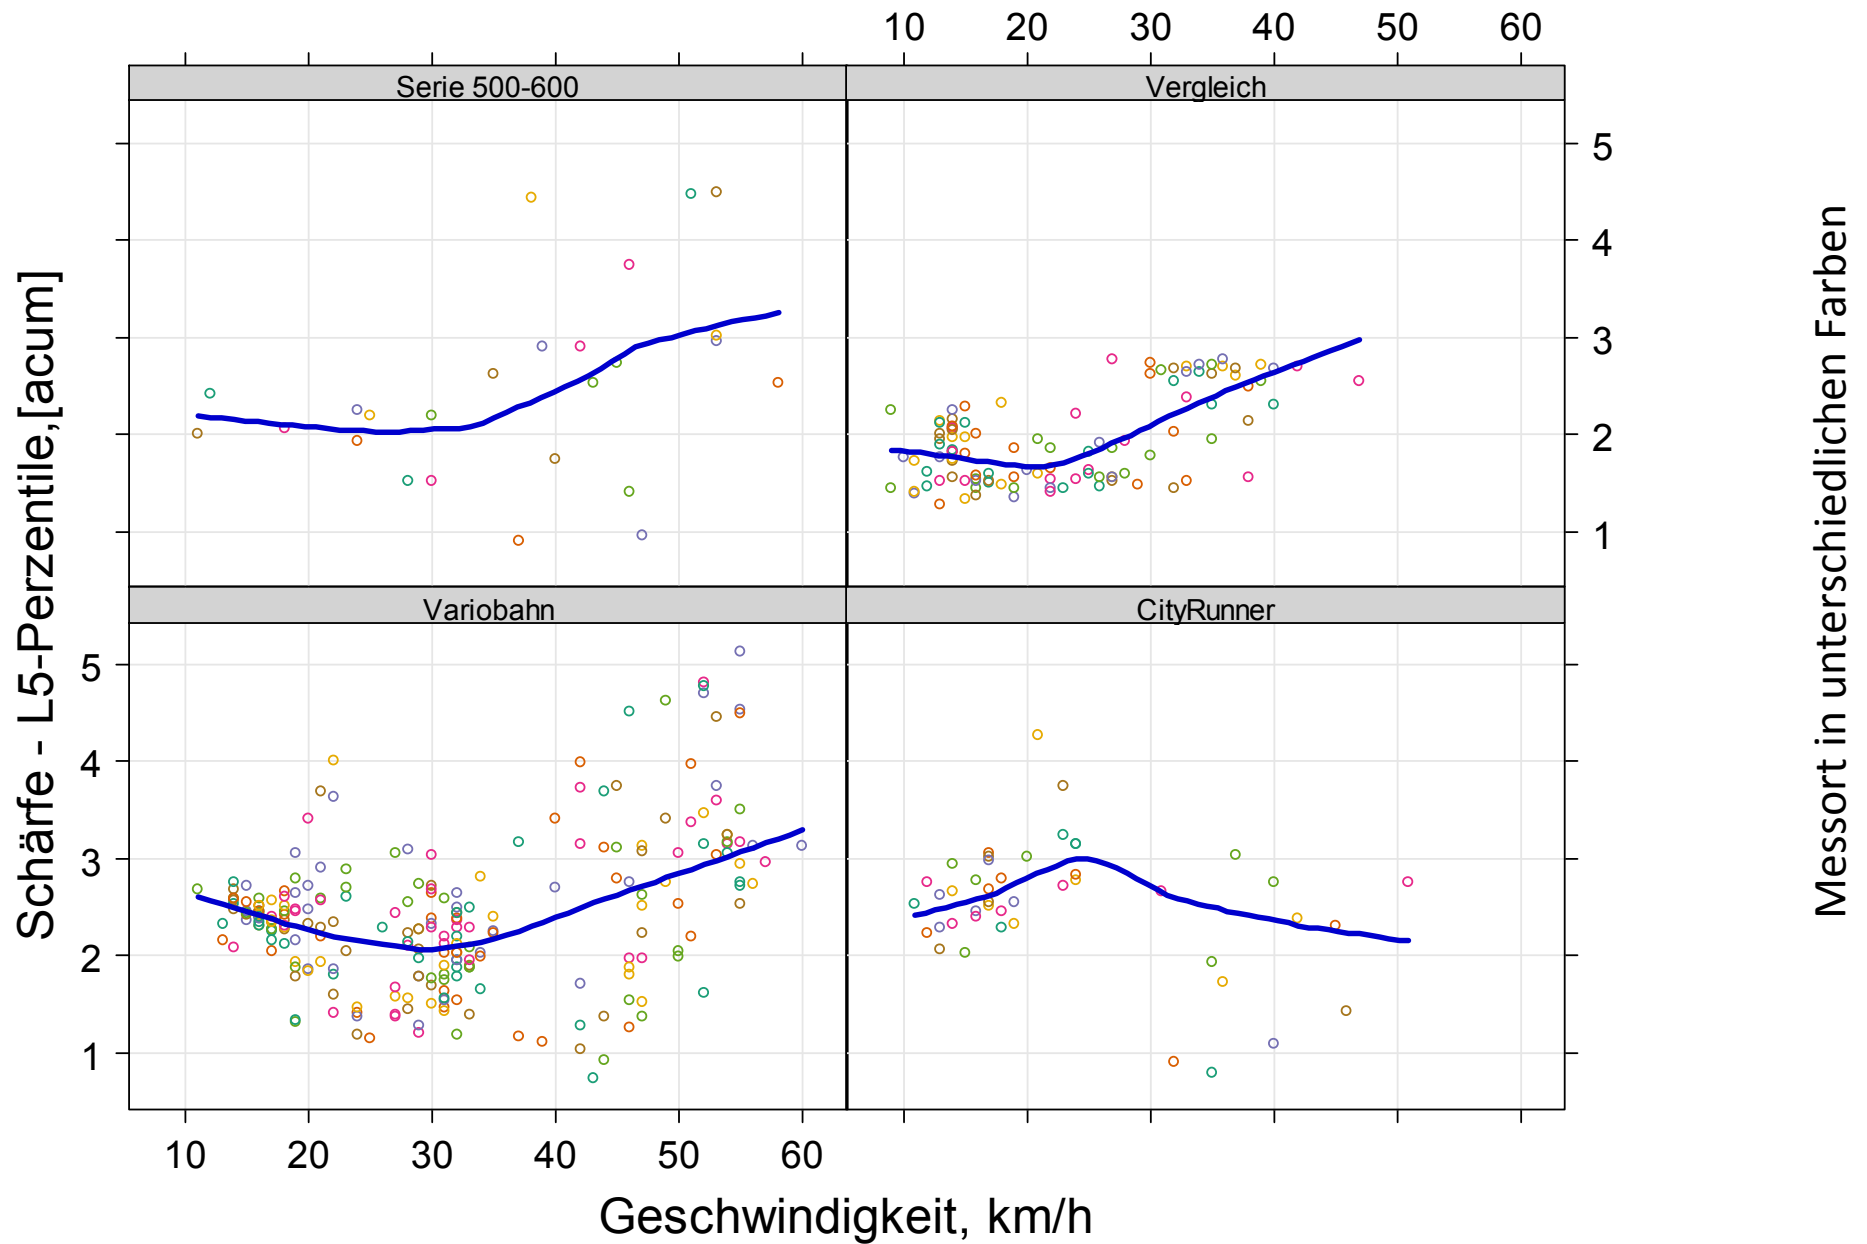 10 20 30 40 50 60
Serie 500-600
Vergleich
5
4
3
2
1
Variobahn
CityRunner
5
4
3
2
1
10 20 30 40 50 60
Geschwindigkeit, km/h
Schärfe - L5-Perzentile,[acum]
Messort in unterschiedlichen Farben